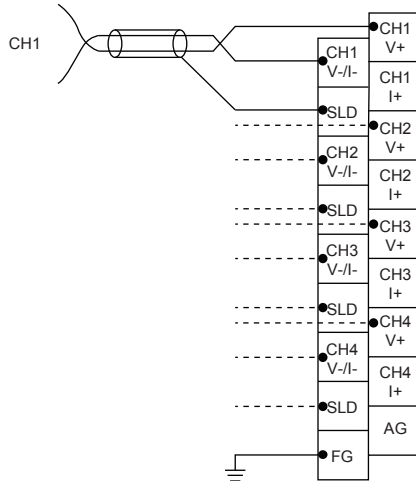 CH1
CH1
V+
CH1
V-/I-
CH1
I+
SLD
CH2
V+
CH2
V-/I-
CH2
I+
SLD
CH3
V+
CH3
V-/I-
CH3
I+
SLD
CH4
V+
CH4
V-/I-
CH4
I+
SLD
AG
FG